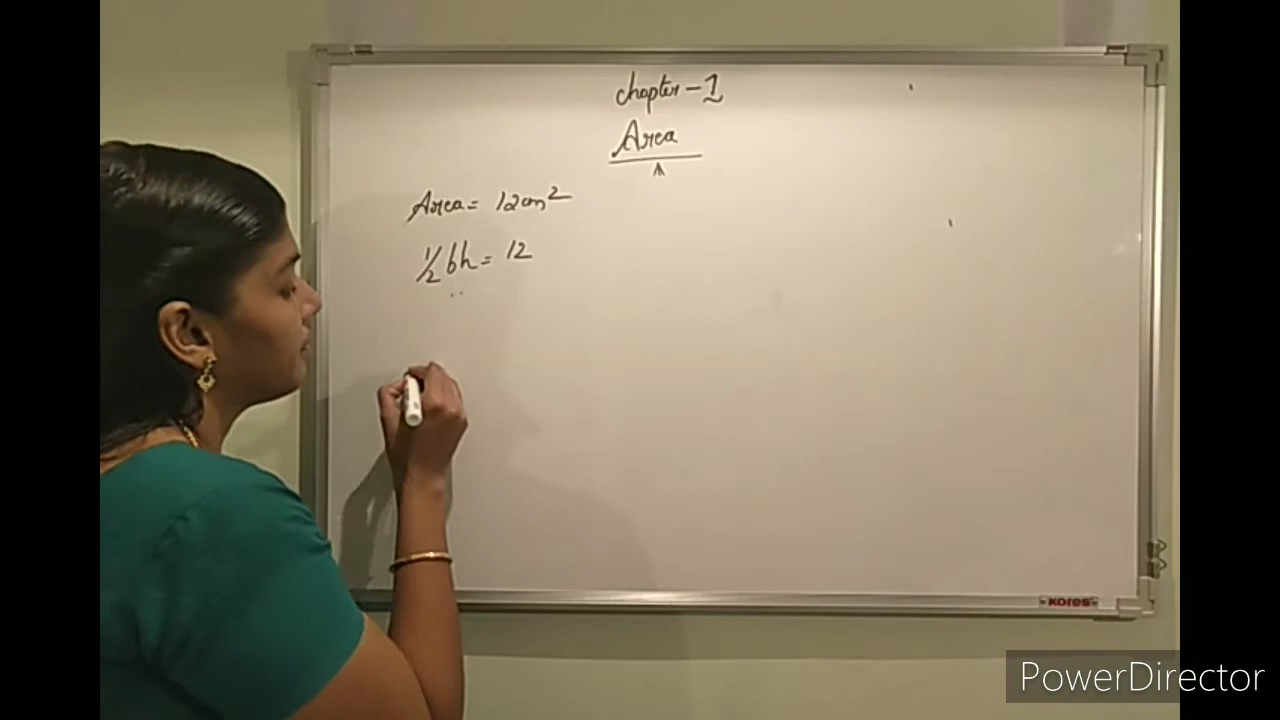 Chapter - 1
Area
Area = 12cm²
1/2 bh = 12
KORES
PowerDirector